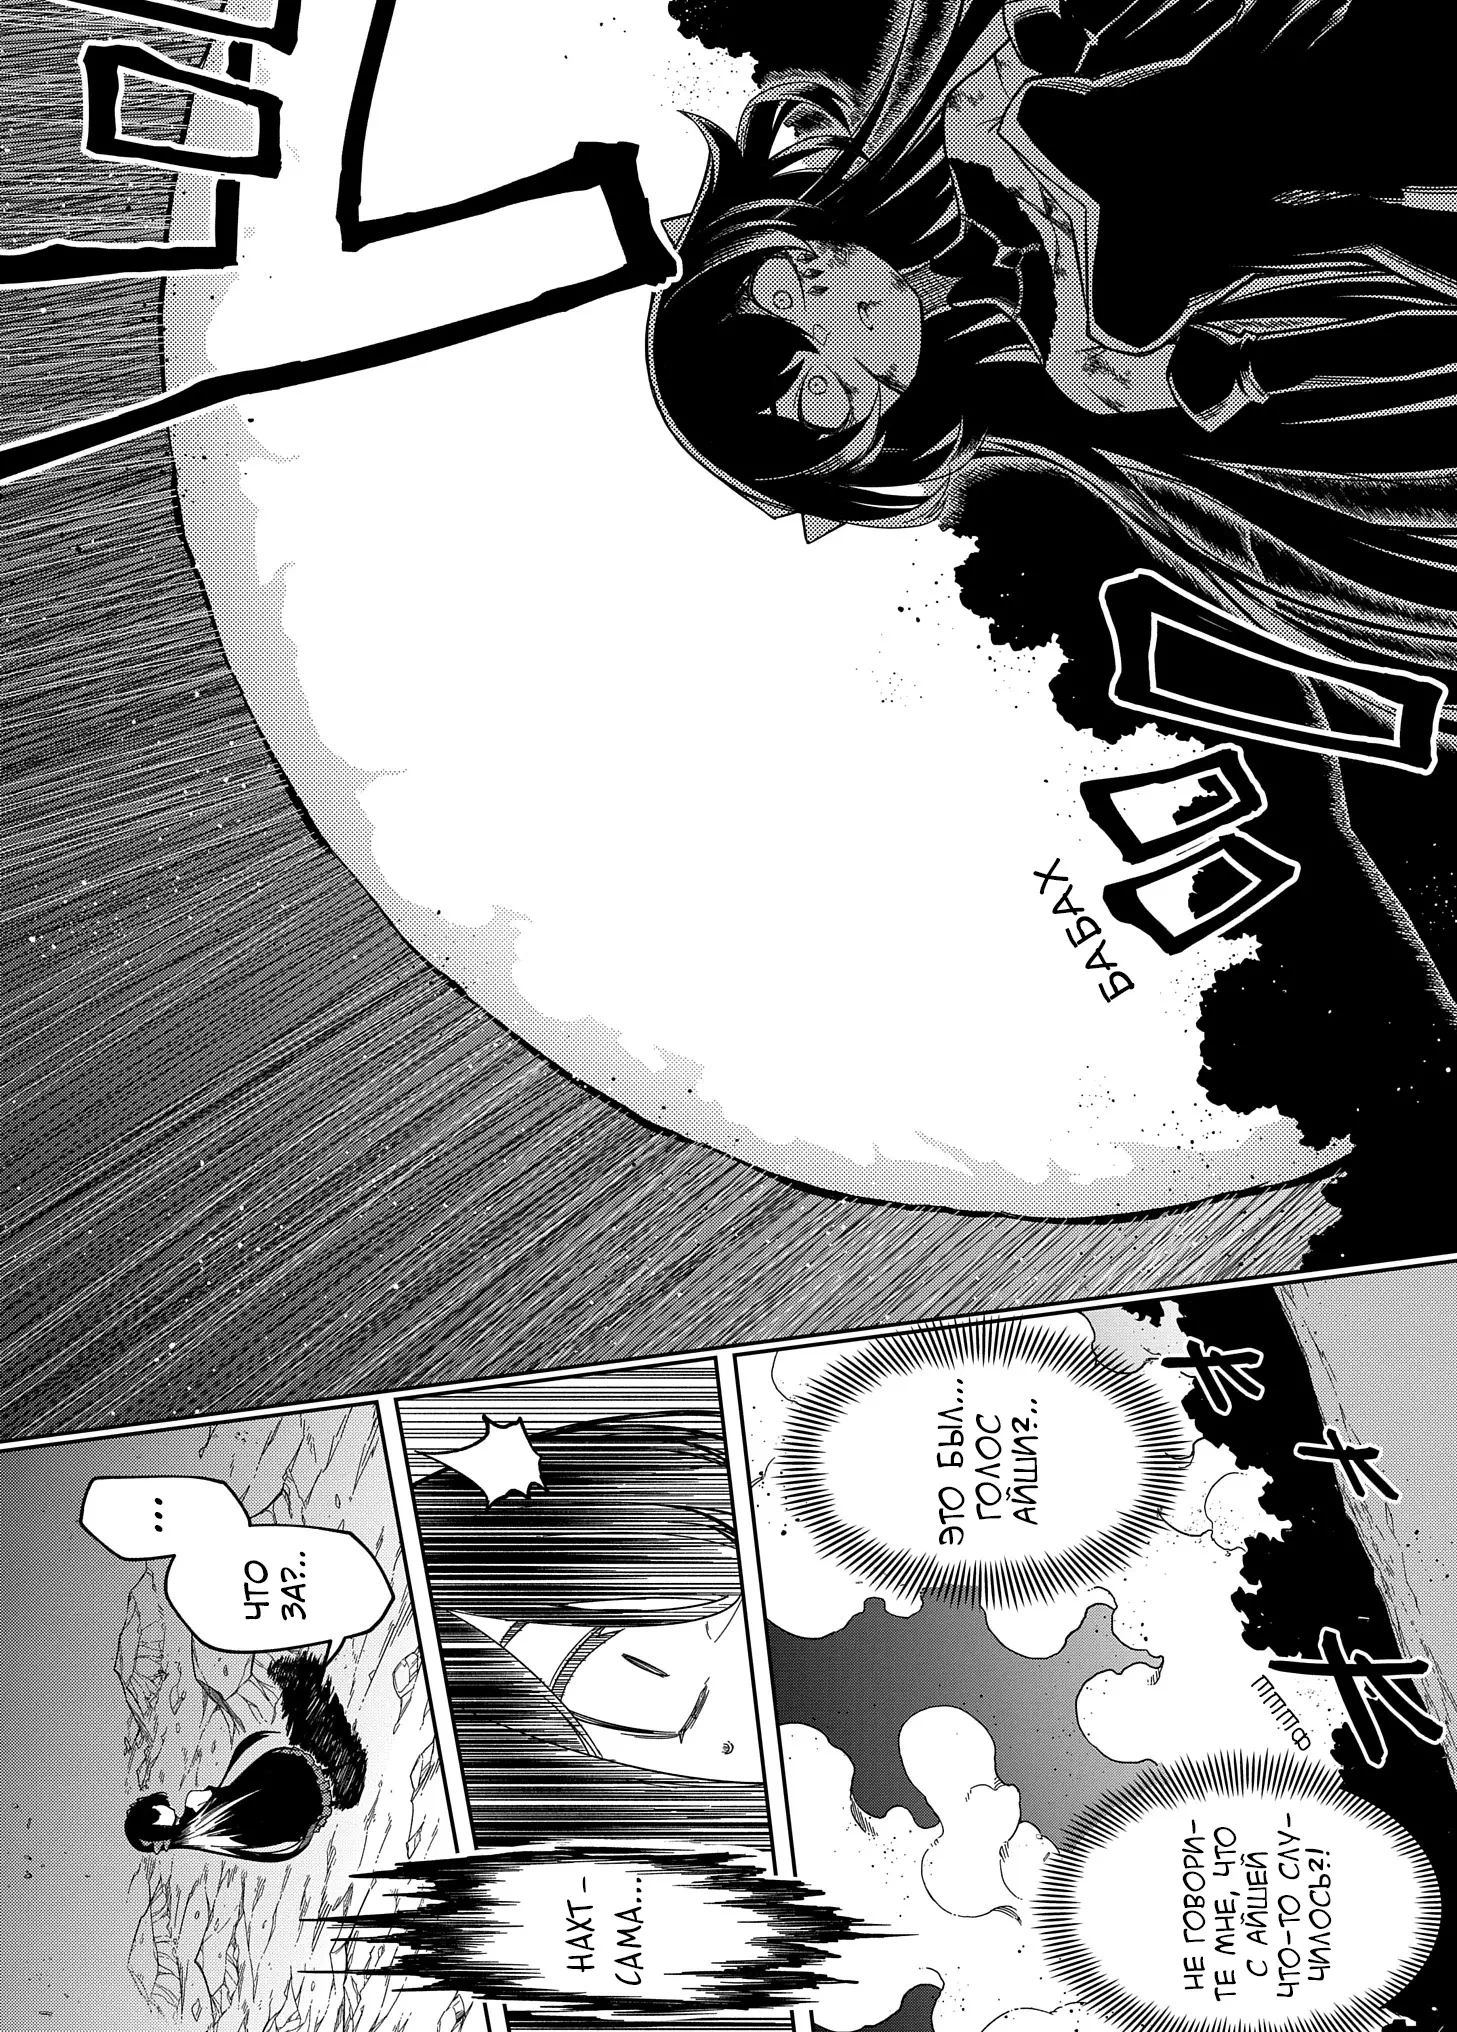 БАБАХ
...
ЧТО
ЗА?..
НАХТ-
САМА...
ЭТО БЫЛ...
ГОЛОС
АЙШИ?..
ФШШШ
НЕ ГОВОРИ-
ТЕ МНЕ, ЧТО
С АЙШЕЙ
ЧТО-ТО СЛУ-
ЧИЛОСЬ?!